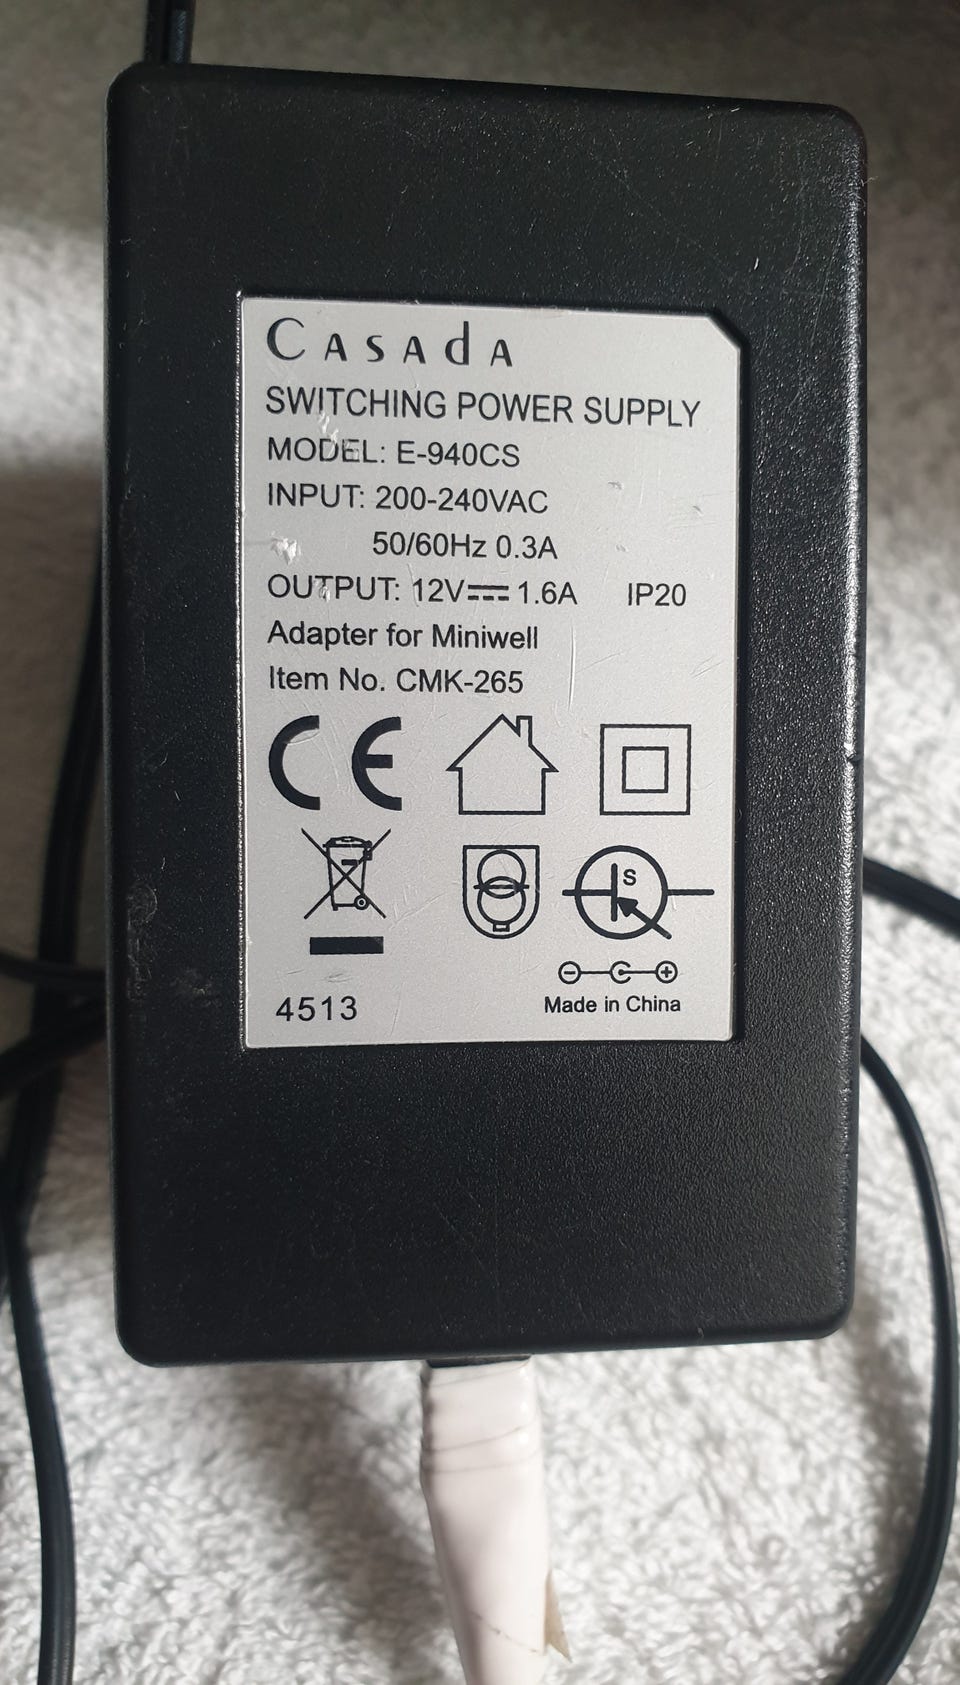 Casada
SWITCHING POWER SUPPLY
MODEL: E-940CS
INPUT: 200-240VAC
50/60Hz 0.3A
OUTPUT: 12V⎓1.6A IP20
Adapter for Miniwell
Item No. CMK-265
CE
S
4513
Made in China